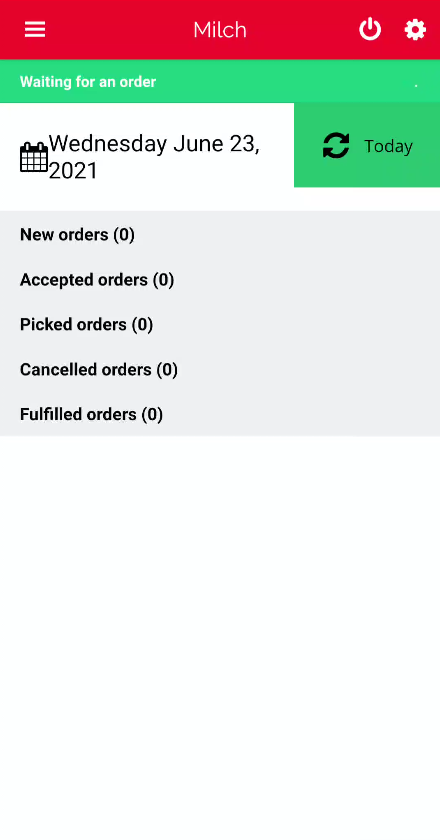 Milch
Waiting for an order
.
Wednesday June 23,
2021
Today
New orders (0)
Accepted orders (0)
Picked orders (0)
Cancelled orders (0)
Fulfilled orders (0)